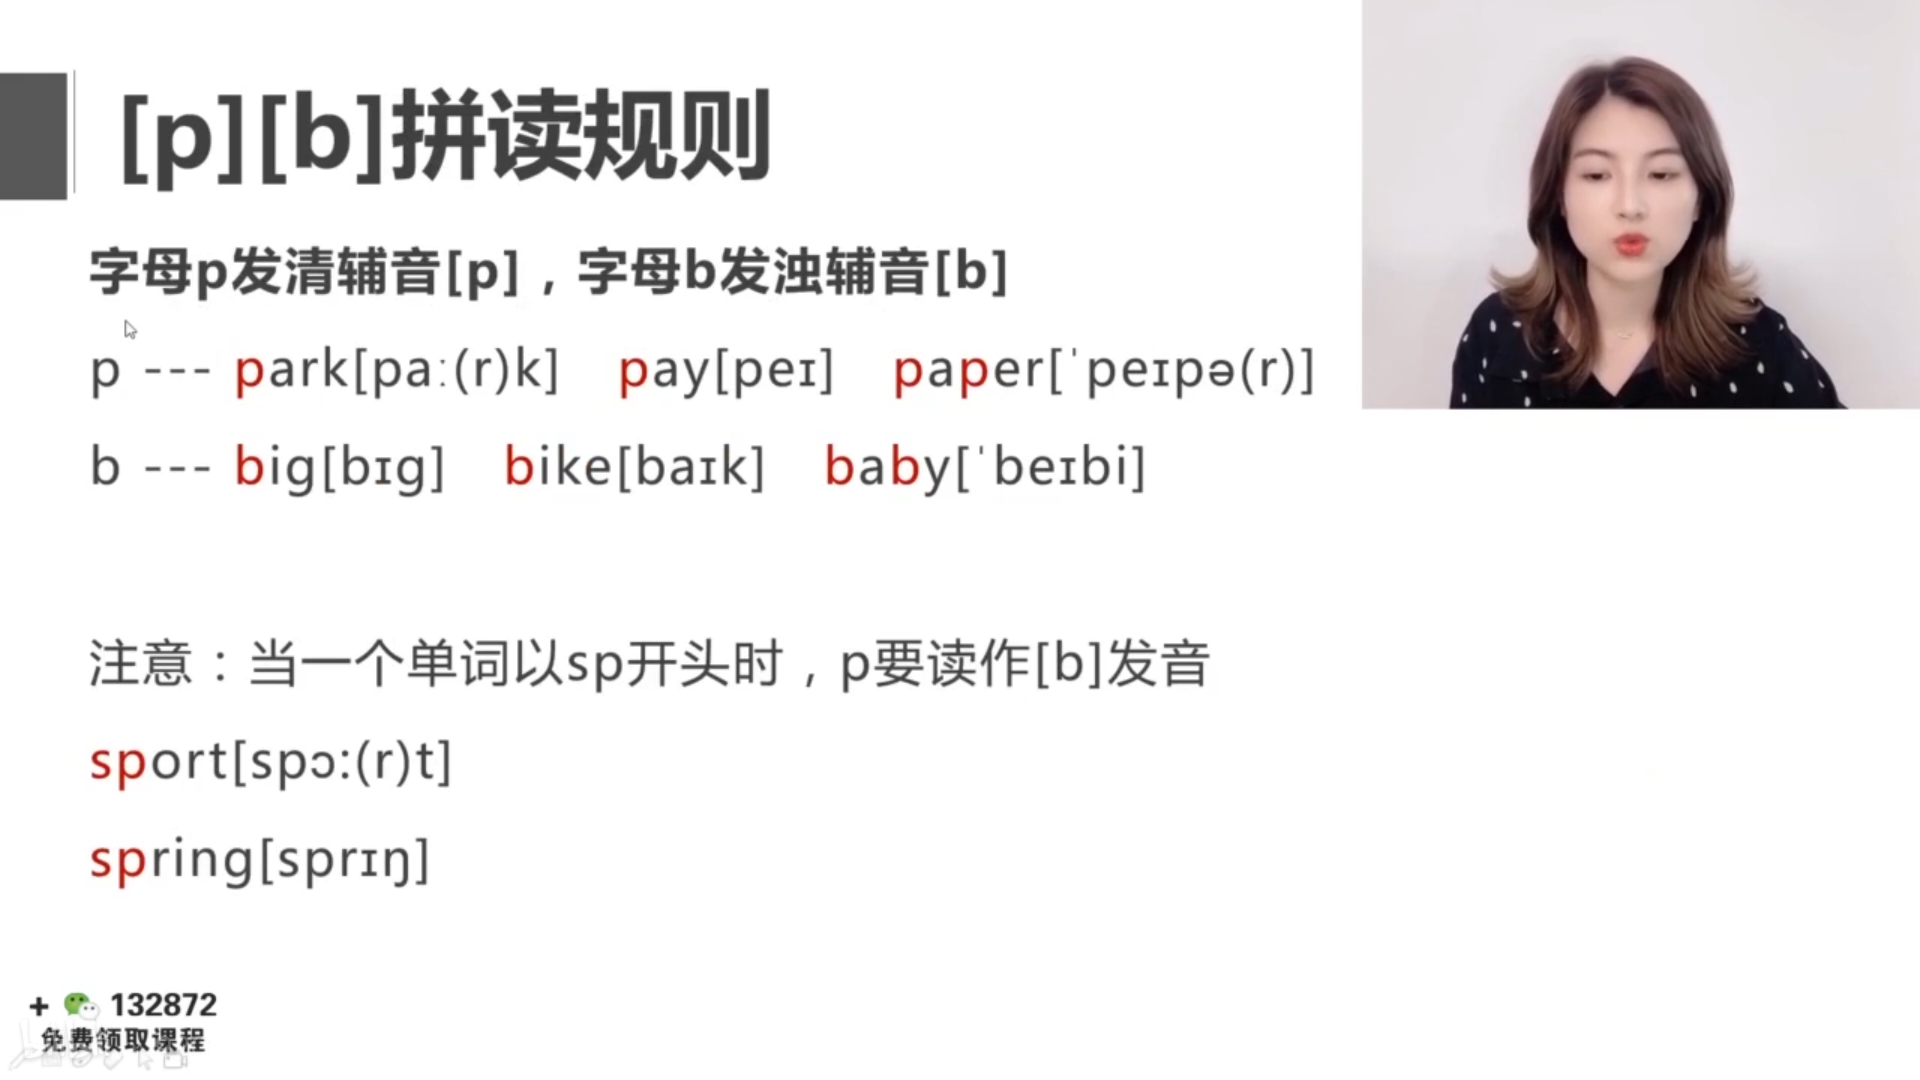 [p][b]拼读规则
字母p发清辅音[p]，字母b发浊辅音[b]
p --- park[paː(r)k] pay[peɪ] paper[ˈpeɪpə(r)]
b --- big[bɪg] bike[baɪk] baby[ˈbeɪbi]
注意：当一个单词以sp开头时，p要读作[b]发音
sport[spɔ:(r)t]
spring[sprɪŋ]
+ 132872
免费领取课程